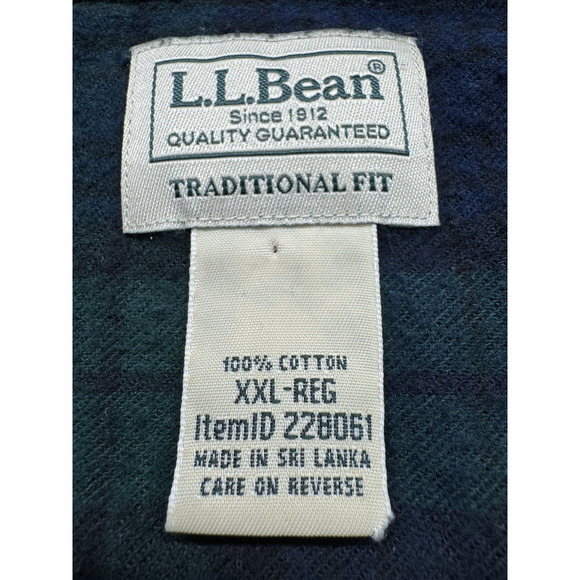 L.L.Bean®
Since 1912
QUALITY GUARANTEED
TRADITIONAL FIT
100% COTTON
XXL-REG
ItemID 228061
MADE IN SRI LANKA
CARE ON REVERSE